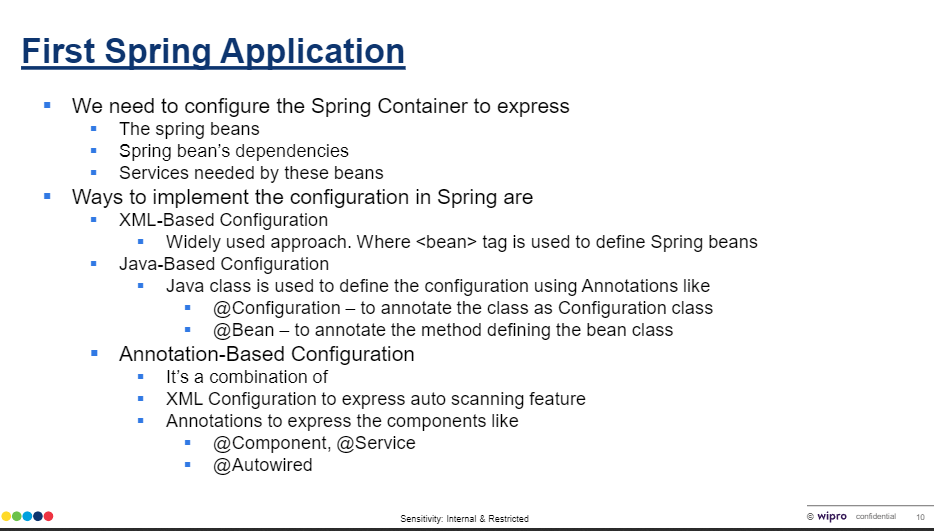 First Spring Application
We need to configure the Spring Container to express
The spring beans
Spring bean’s dependencies
Services needed by these beans
Ways to implement the configuration in Spring are
XML-Based Configuration
Widely used approach. Where <bean> tag is used to define Spring beans
Java-Based Configuration
Java class is used to define the configuration using Annotations like
@Configuration – to annotate the class as Configuration class
@Bean – to annotate the method defining the bean class
Annotation-Based Configuration
It’s a combination of
XML Configuration to express auto scanning feature
Annotations to express the components like
@Component, @Service
@Autowired
Sensitivity: Internal & Restricted
© wipro confidential 10